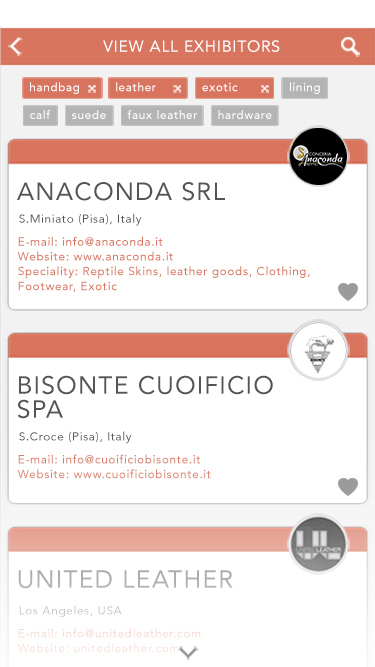 VIEW ALL EXHIBITORS
handbag leather exotic lining
calf suede faux leather hardware
CONCERIA
Anaconda
ANACONDA SRL
S.Miniato (Pisa), Italy
E-mail: info@anaconda.it
Website: www.anaconda.it
Speciality: Reptile Skins, leather goods, Clothing,
Footwear, Exotic
BISONTE CUOIFICIO
SPA
S.Croce (Pisa), Italy
E-mail: info@cuoificiobisonte.it
Website: www.cuoificiobisonte.it
UNITED LEATHER
UNITED LEATHER
Los Angeles, USA
E-mail: info@unitedleather.com
Website: unitedleather.com